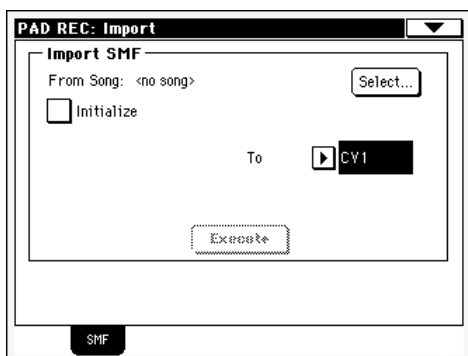 PAD REC: Import
Import SMF
From Song: <no song>
Select...
Initialize
To
CV1
Execute
SMF